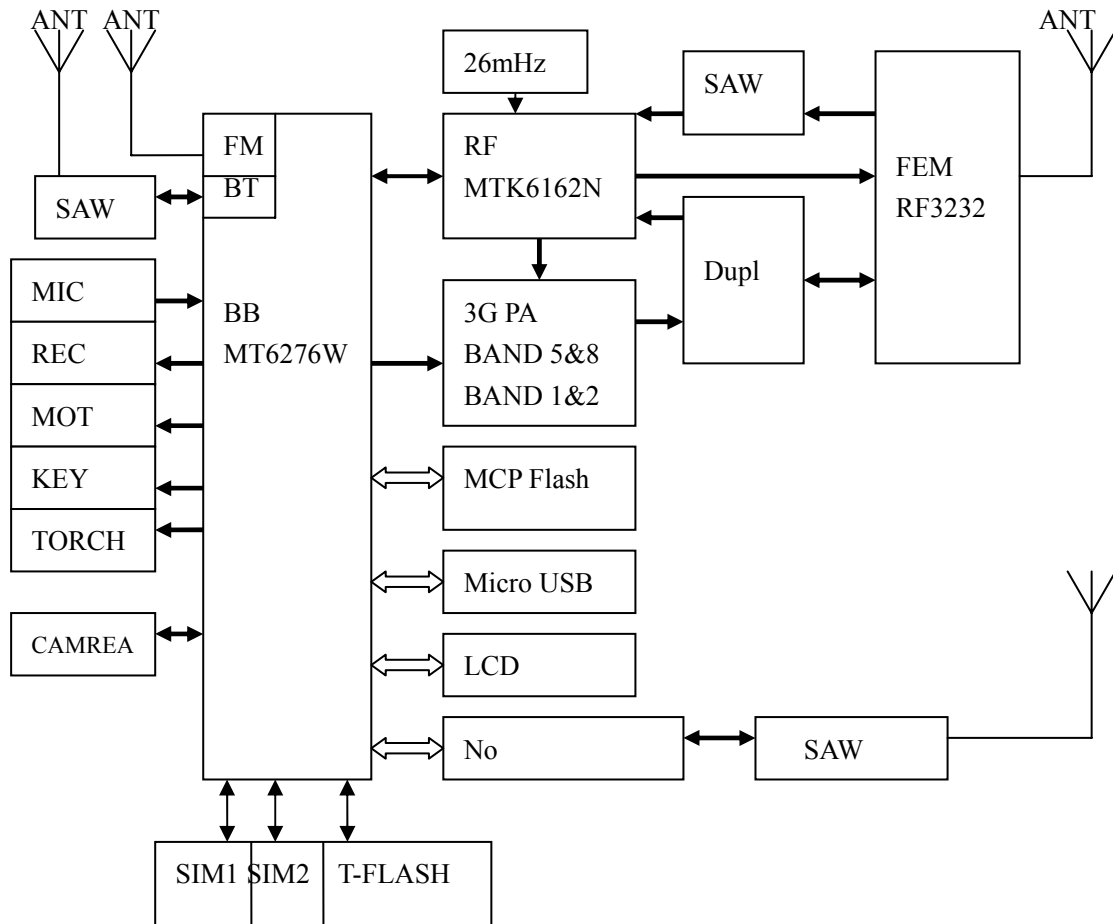 ANT ANT
ANT
26mHz
SAW
FM
BT
SAW
RF
MTK6162N
FEM
RF3232
Dupl
MIC
REC
MOT
KEY
TORCH
CAMREA
BB
MT6276W
3G PA
BAND 5&8
BAND 1&2
MCP Flash
Micro USB
LCD
No
SAW
SIM1 SIM2 T-FLASH